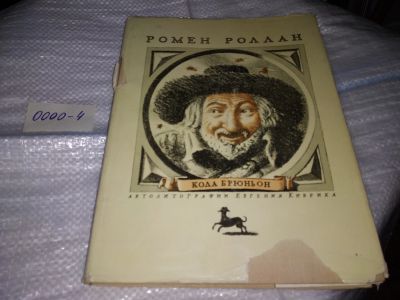 РОМЕН РОЛЛАН
0000-4
КОЛА БРЮНЬОН
АВТОЛИТОГРАФИИ ЕВГЕНИЯ КИБРИКА